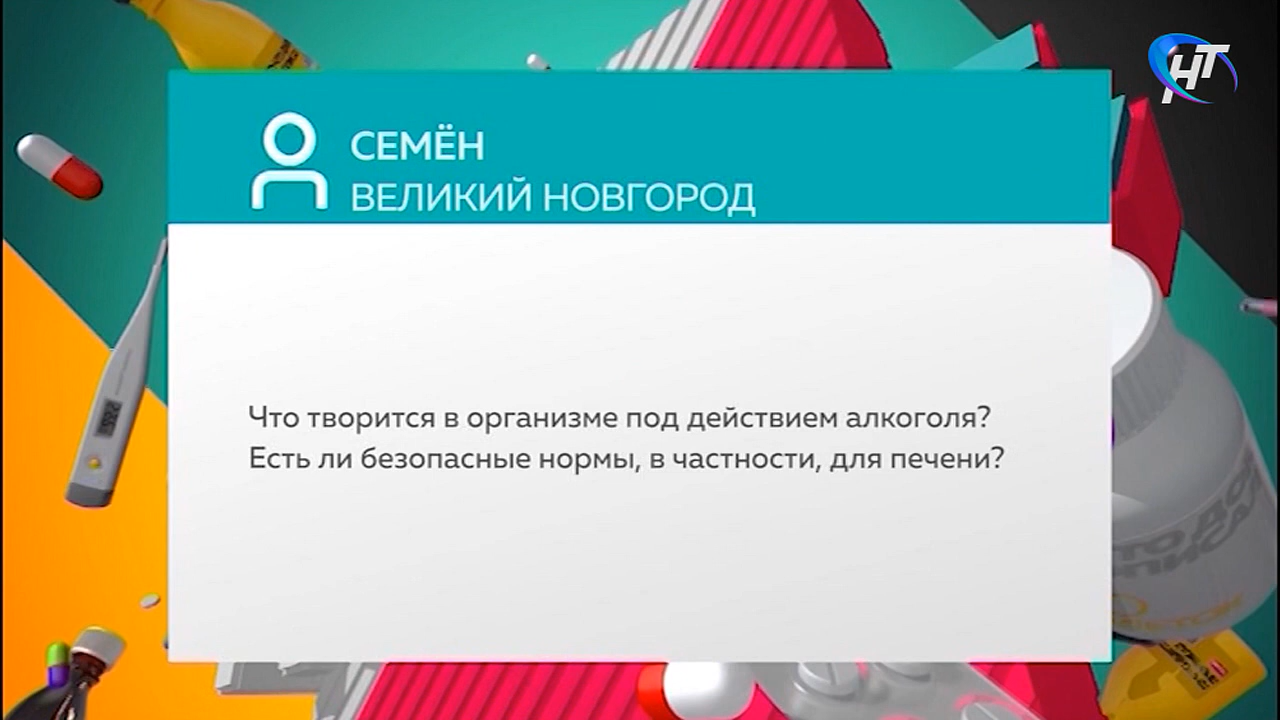 НТ
СЕМЁН
ВЕЛИКИЙ НОВГОРОД
Что творится в организме под действием алкоголя?
Есть ли безопасные нормы, в частности, для печени?